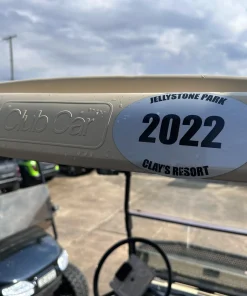 Club Car
JELLYSTONE PARK
2022
CLAY'S RESORT